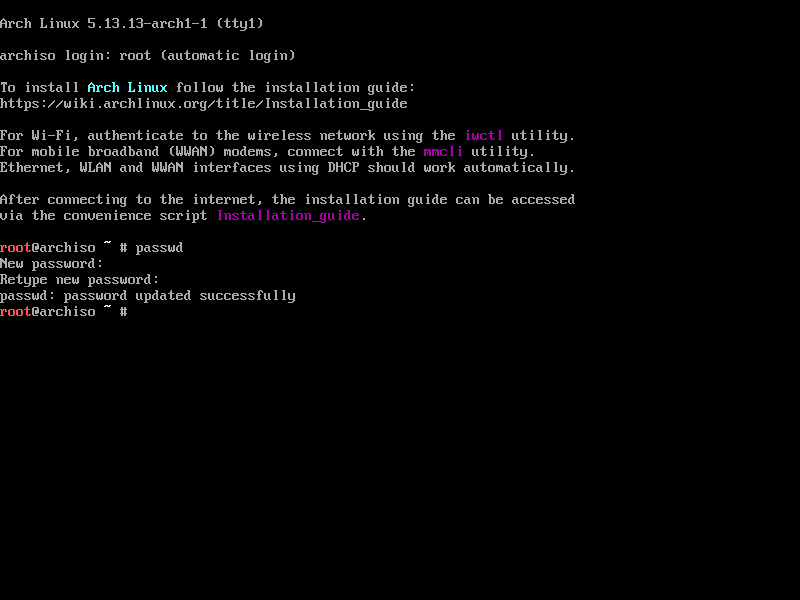 Arch Linux 5.13.13-arch1-1 (tty1)
archiso login: root (automatic login)
To install Arch Linux follow the installation guide:
https://wiki.archlinux.org/title/Installation_guide
For Wi-Fi, authenticate to the wireless network using the iwctl utility.
For mobile broadband (WWAN) modems, connect with the mmcli utility.
Ethernet, WLAN and WWAN interfaces using DHCP should work automatically.
After connecting to the internet, the installation guide can be accessed
via the convenience script Installation_guide.
root@archiso ~ # passwd
New password:
Retype new password:
passwd: password updated successfully
root@archiso ~ #